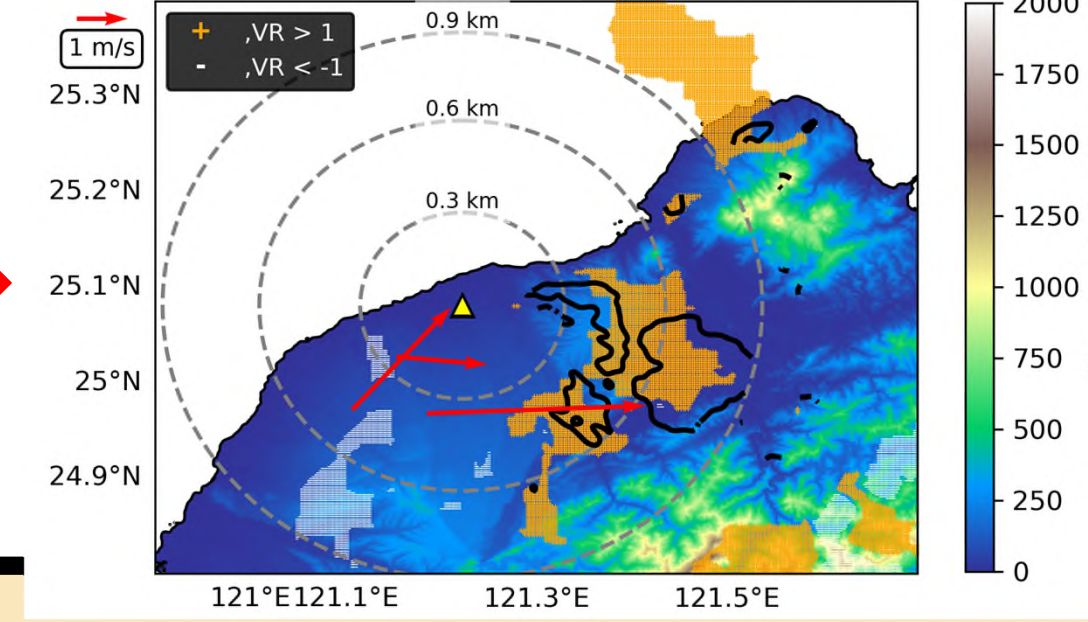 1 m/s
+ ,VR > 1
- ,VR < -1
0.9 km
0.6 km
0.3 km
25.3°N
25.2°N
25.1°N
25°N
24.9°N
121°E121.1°E 121.3°E 121.5°E
2000
1750
1500
1250
1000
750
500
250
0